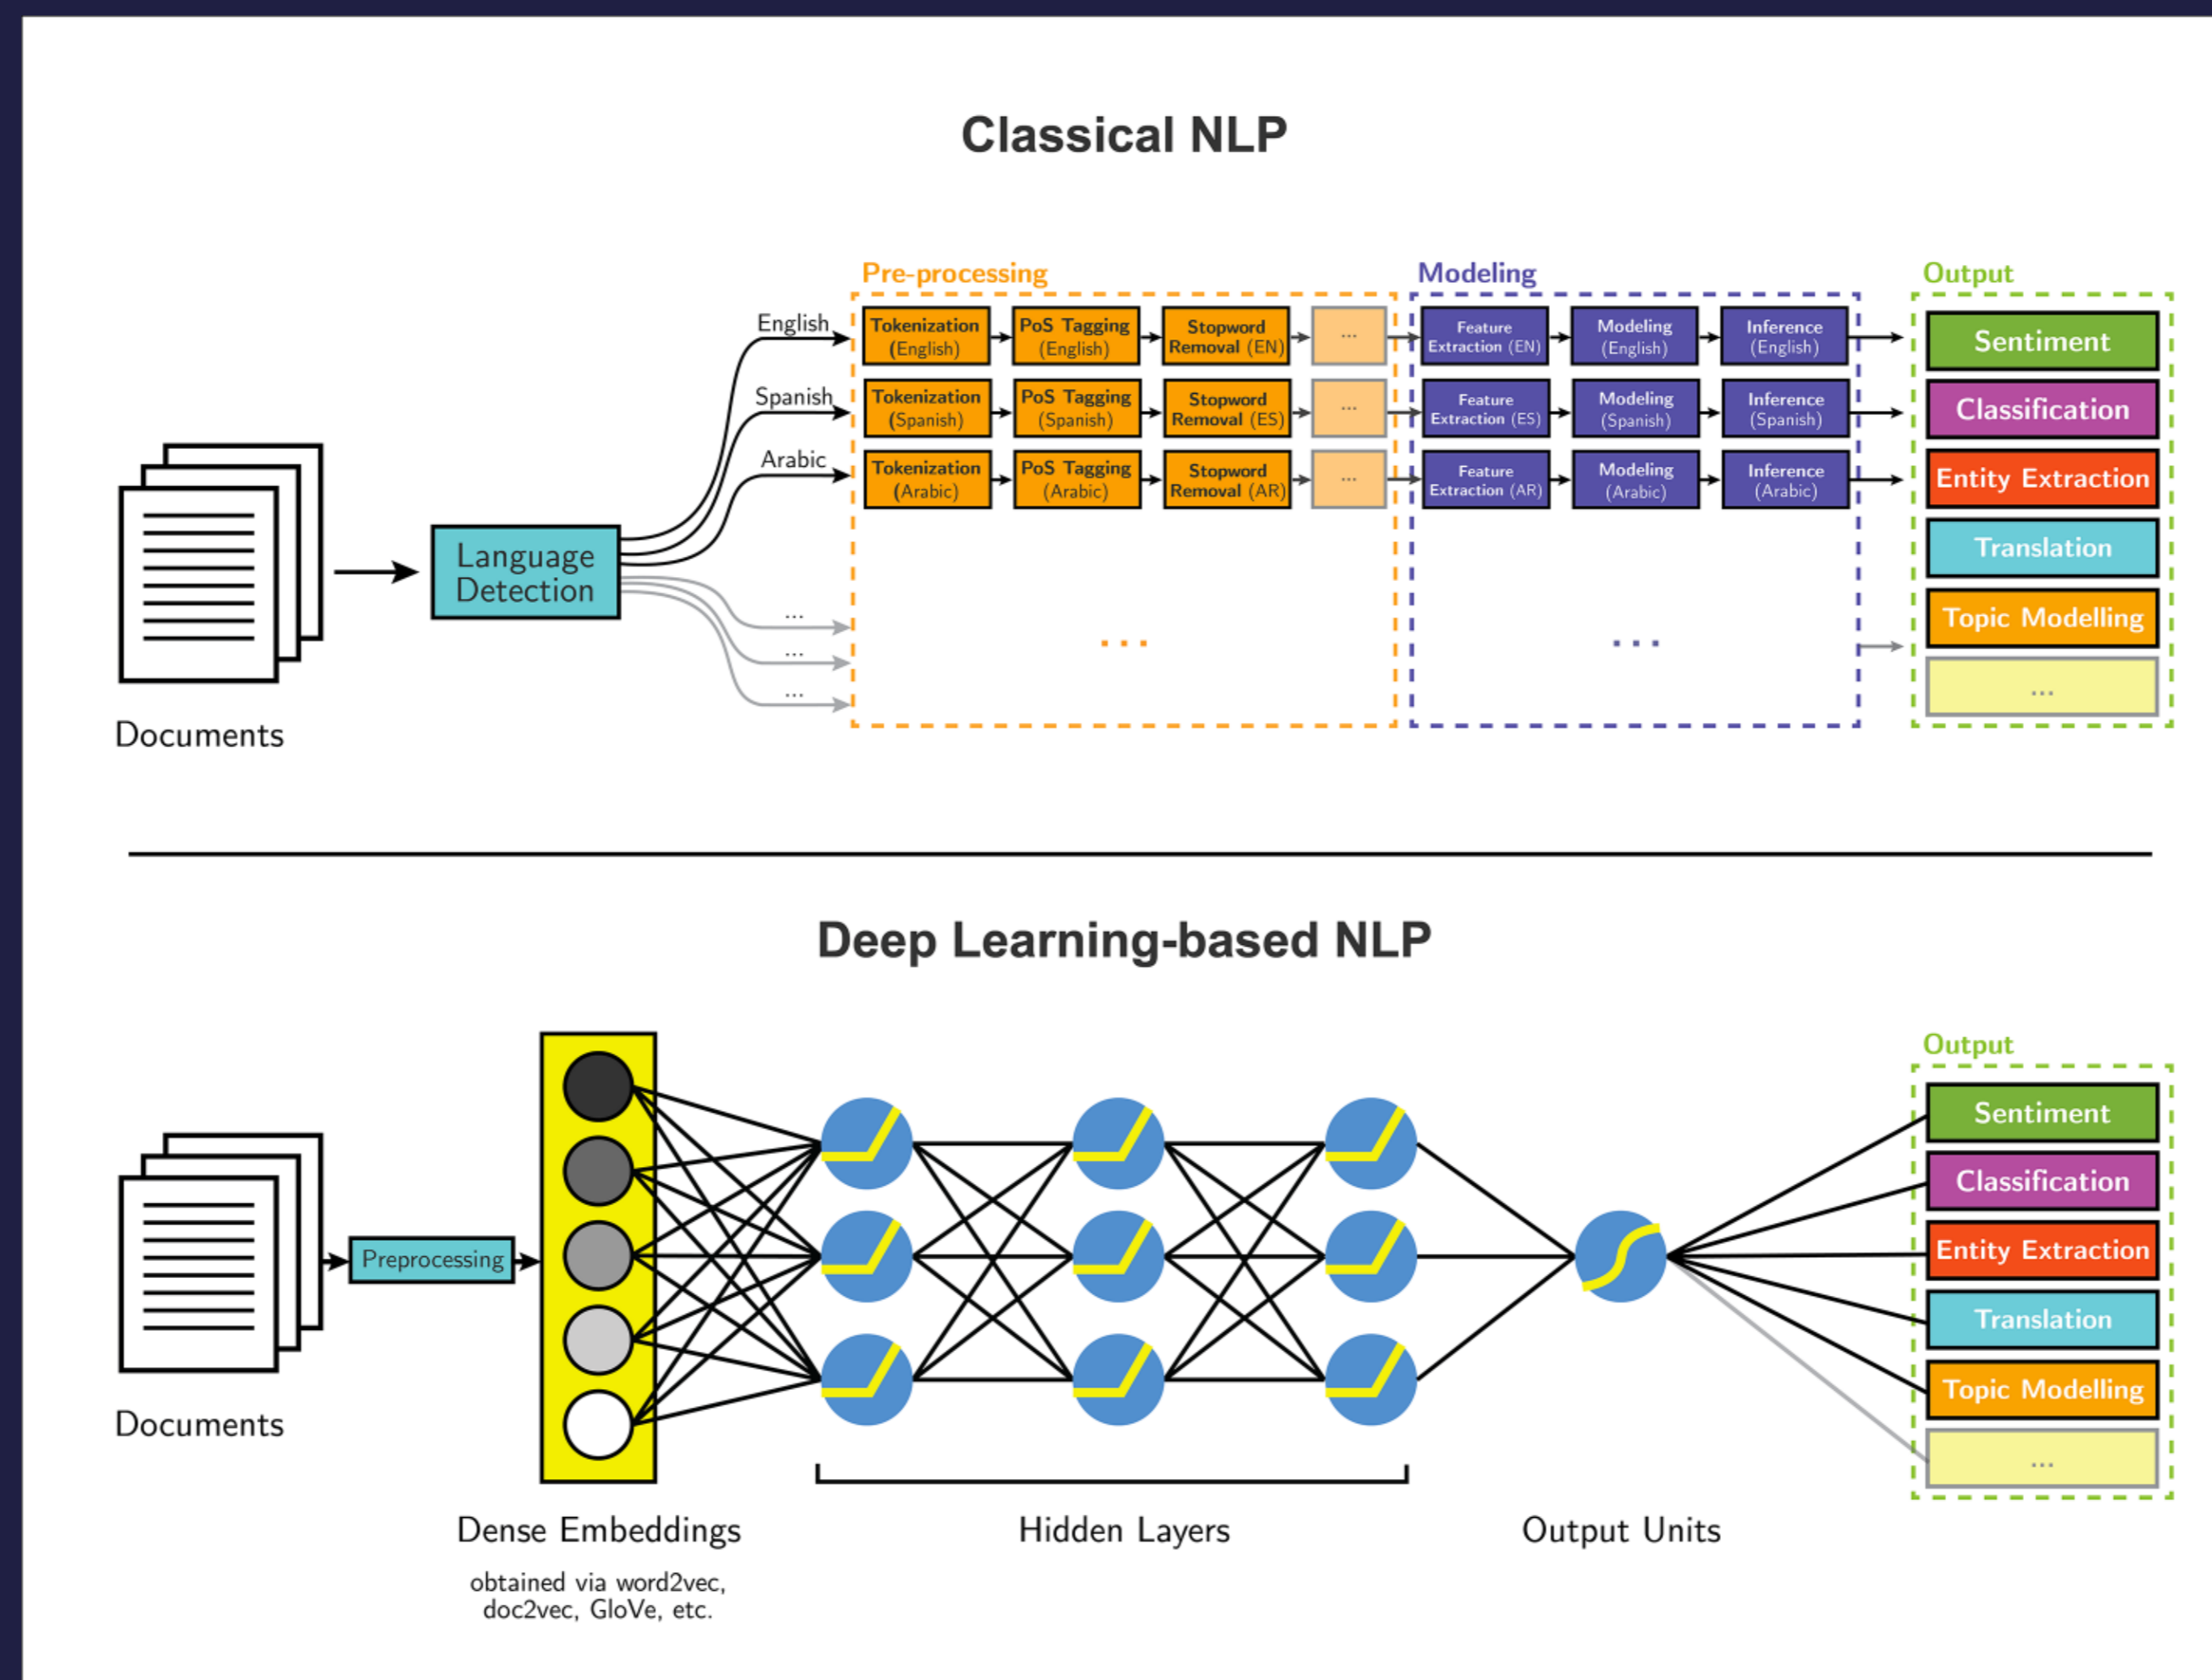 Classical NLP
Pre-processing
Modeling
Output
English
Tokenization
(English)
PoS Tagging
(English)
Stopword
Removal (EN)
...
Feature
Extraction (EN)
Modeling
(English)
Inference
(English)
Sentiment
Spanish
Tokenization
(Spanish)
PoS Tagging
(Spanish)
Stopword
Removal (ES)
...
Feature
Extraction (ES)
Modeling
(Spanish)
Inference
(Spanish)
Classification
Arabic
Tokenization
(Arabic)
PoS Tagging
(Arabic)
Stopword
Removal (AR)
...
Feature
Extraction (AR)
Modeling
(Arabic)
Inference
(Arabic)
Entity Extraction
Language
Detection
Translation
...
...
...
...
...
Topic Modelling
...
Documents
Deep Learning-based NLP
Output
Sentiment
Classification
Preprocessing
Entity Extraction
Translation
Topic Modelling
...
Documents
Dense Embeddings
obtained via word2vec,
doc2vec, GloVe, etc.
Hidden Layers
Output Units